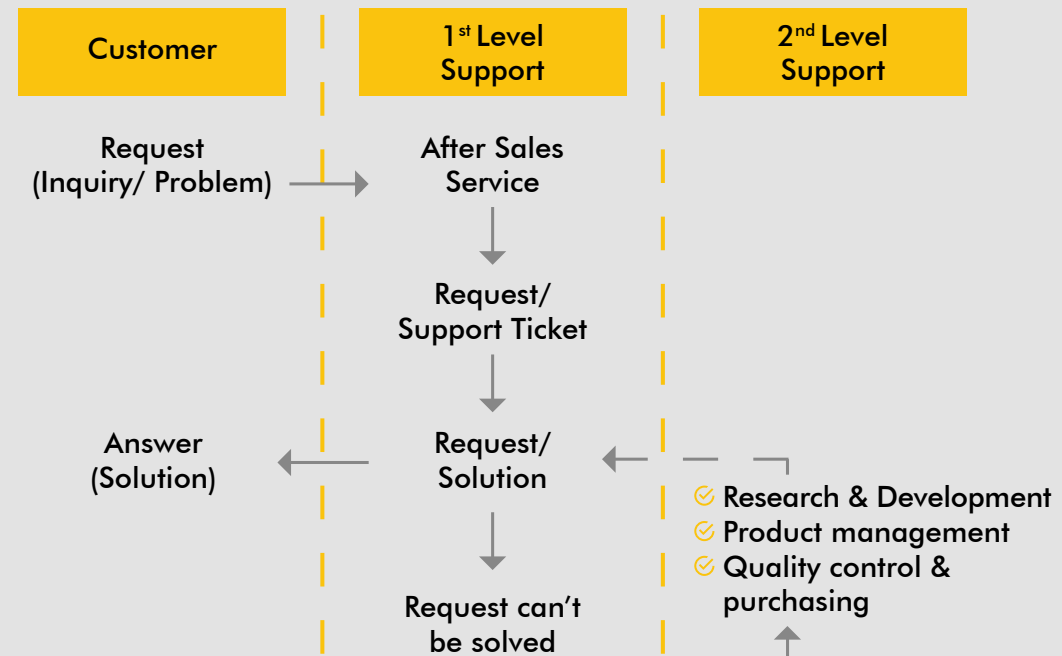 Customer
1st Level
Support
2nd Level
Support
Request
(Inquiry/ Problem)
After Sales
Service
Request/
Support Ticket
Answer
(Solution)
Request/
Solution
Research & Development
Product management
Quality control &
purchasing
Request can’t
be solved